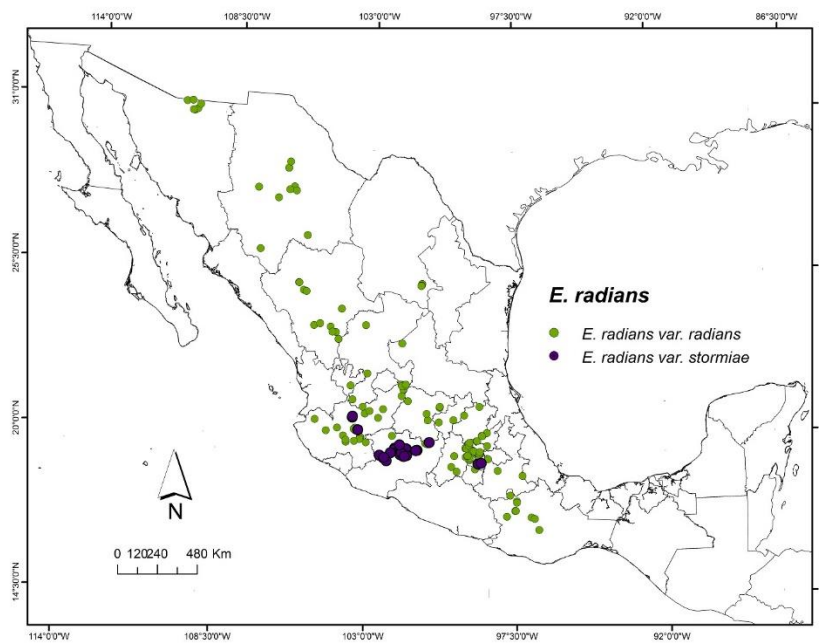 114°0'0"W 108°30'0"W 103°0'0"W 97°30'0"W 92°0'0"W 86°30'0"W
31°0'0"N
25°30'0"N
20°0'0"N
14°30'0"N
E. radians
E. radians var. radians
E. radians var. stormiae
N
0 120240 480 Km
114°0'0"W 108°30'0"W 103°0'0"W 97°30'0"W 92°0'0"W